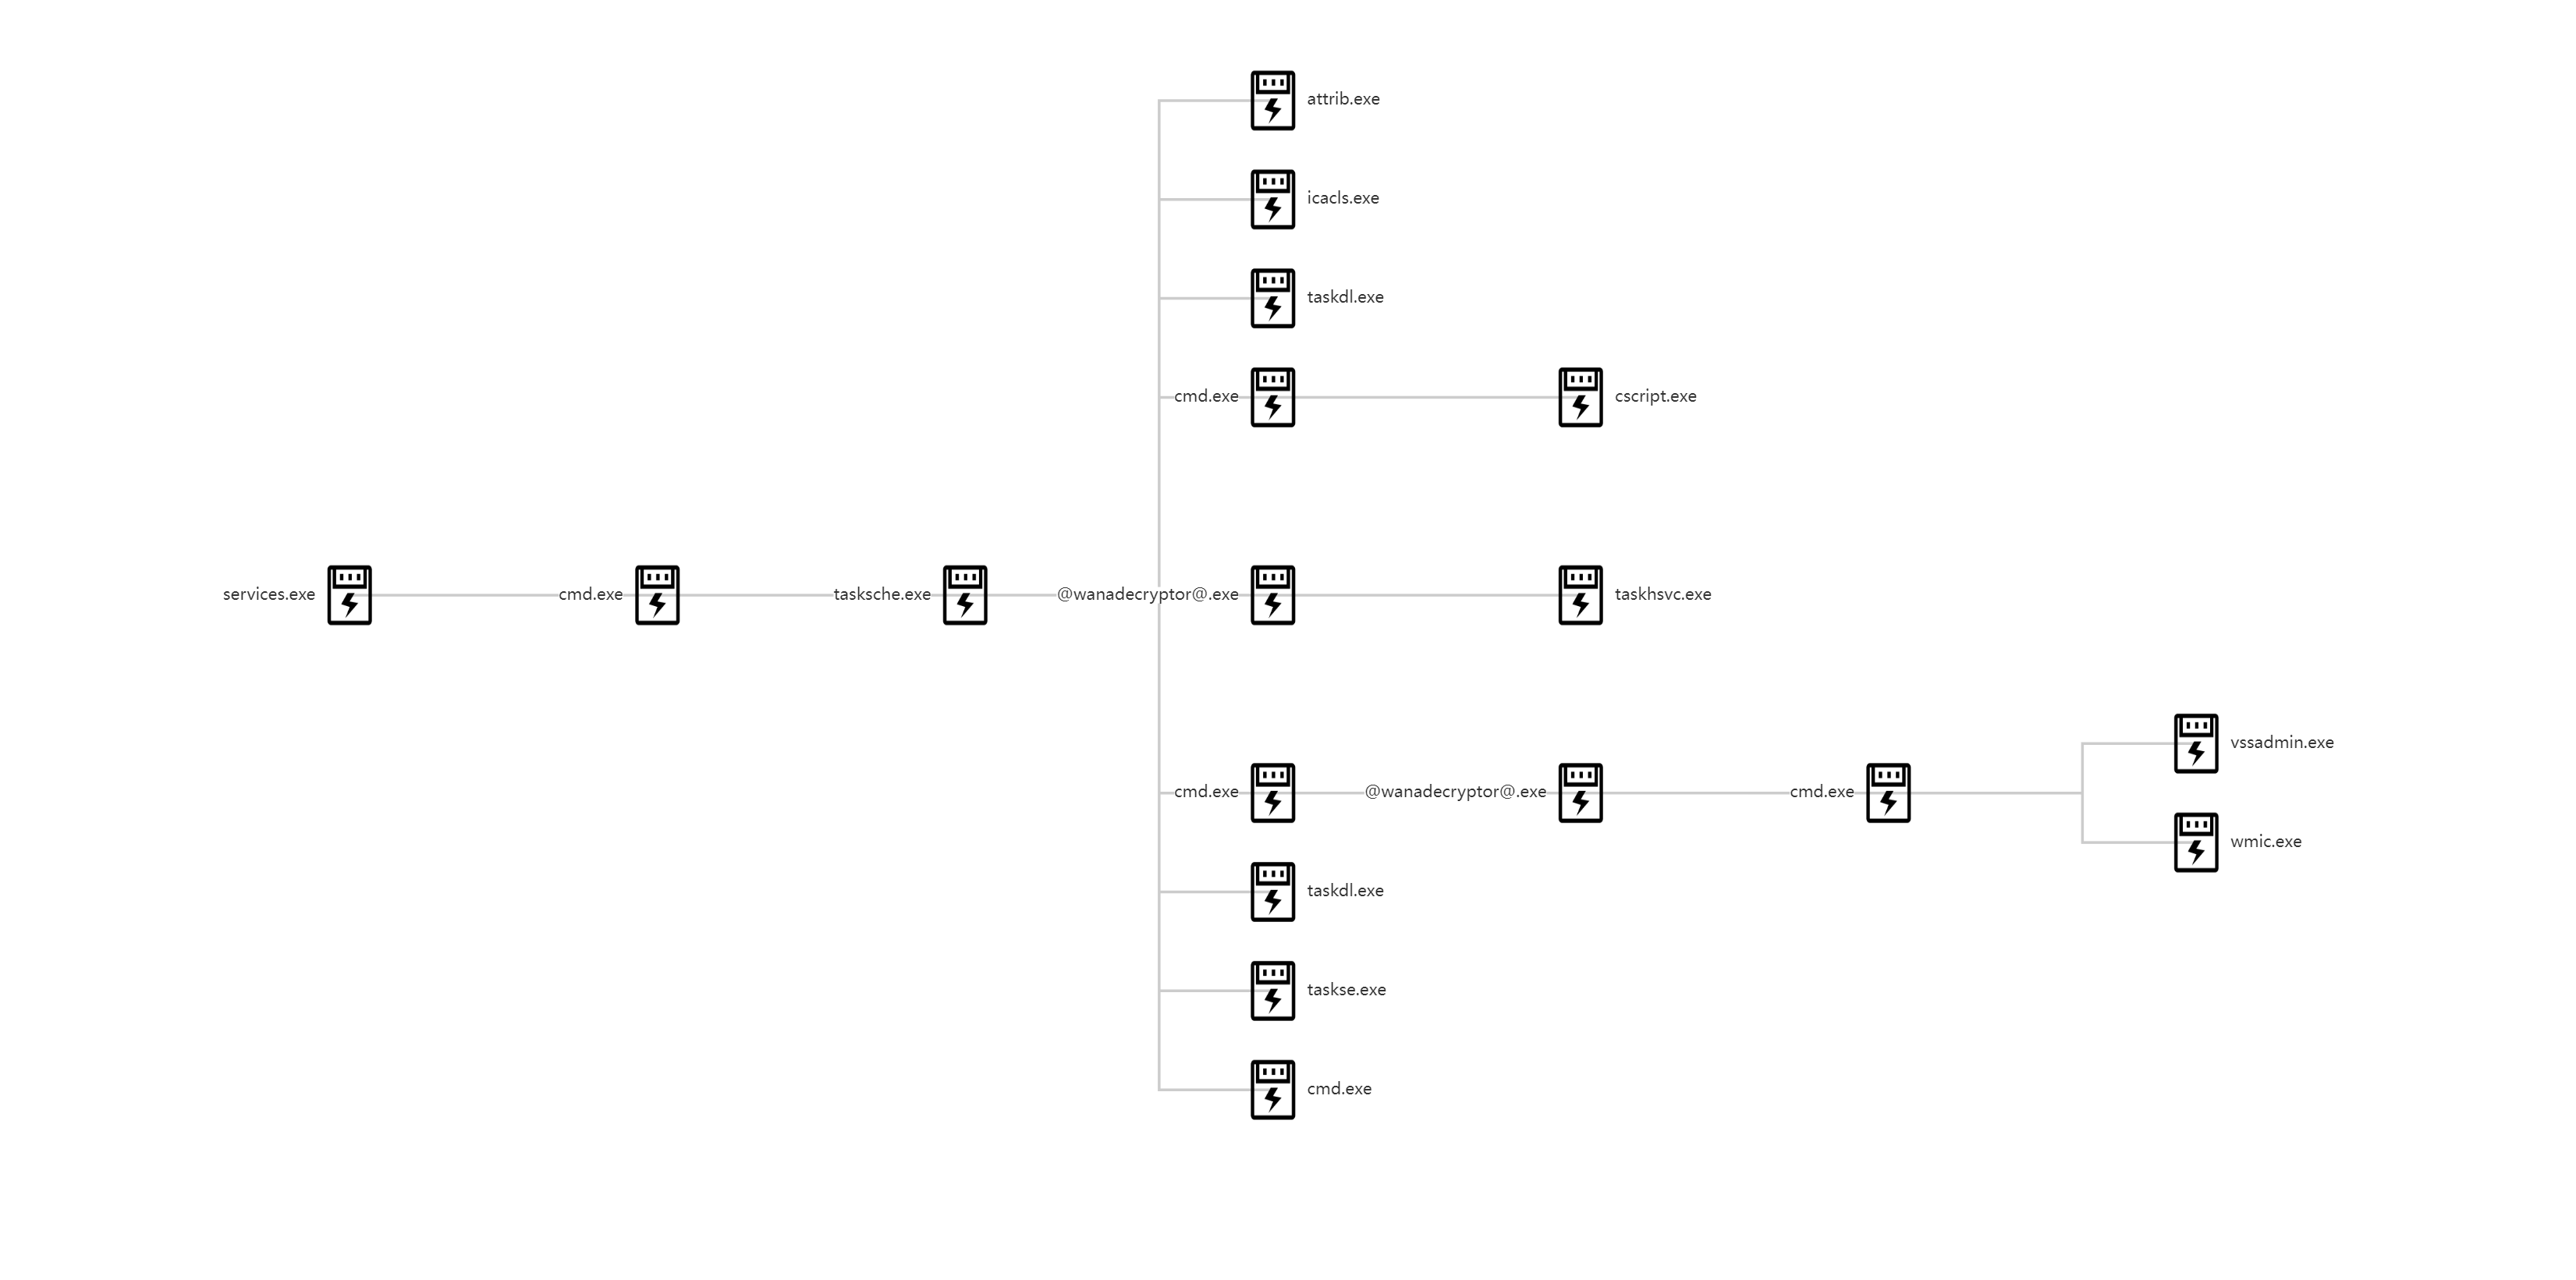 attrib.exe
icacls.exe
taskdl.exe
cmd.exe
cscript.exe
services.exe
cmd.exe
tasksche.exe
@wanadecryptor@.exe
taskhsvc.exe
cmd.exe
@wanadecryptor@.exe
cmd.exe
vssadmin.exe
wmic.exe
taskdl.exe
taskse.exe
cmd.exe